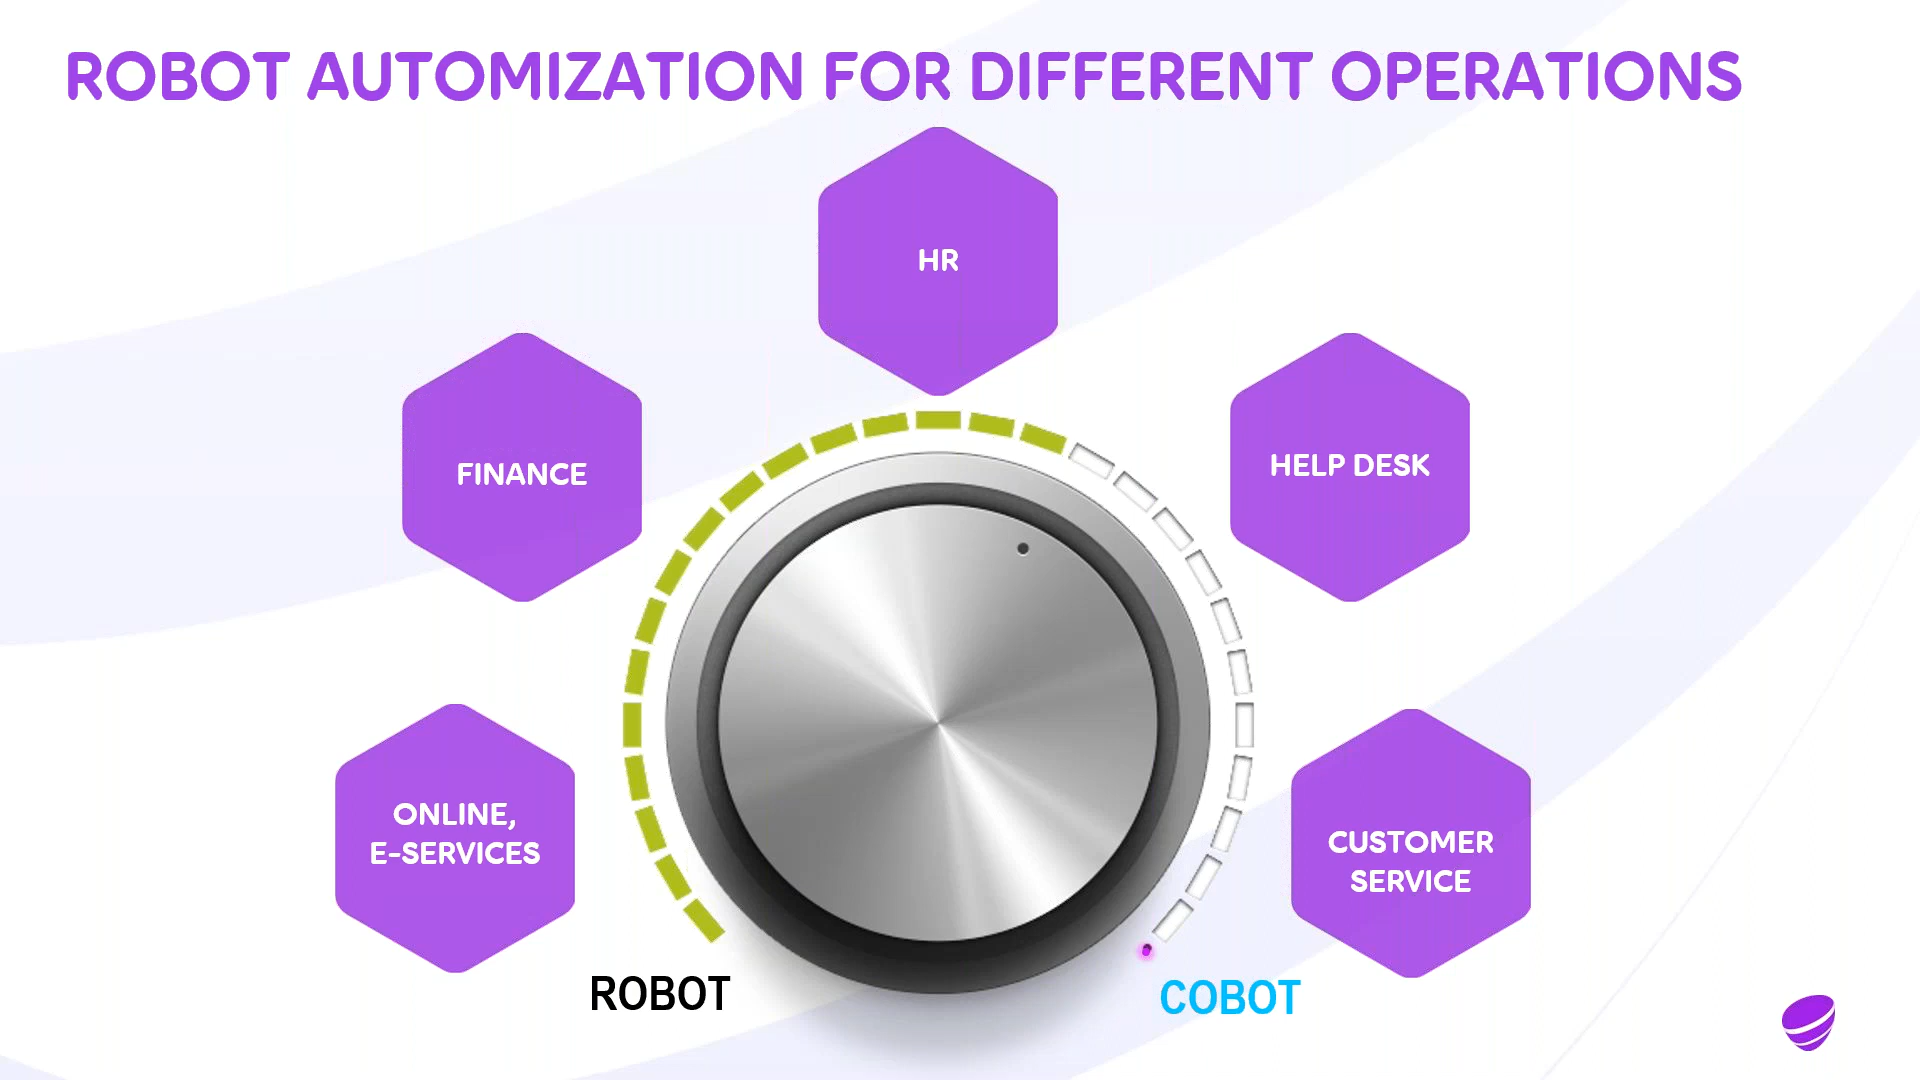 ROBOT AUTOMIZATION FOR DIFFERENT OPERATIONS
HR
FINANCE
HELP DESK
ONLINE,
E-SERVICES
CUSTOMER
SERVICE
ROBOT
COBOT